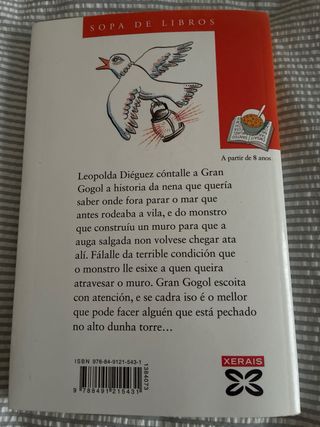 SOPA DE LIBROS
A partir de 8 anos
Leopolda Diéguez cóntalle a Gran
Gogol a historia da nena que quería
saber onde fora parar o mar que
antes rodeaba a vila, e do monstro
que construíu un muro para que a
auga salgada non volvese chegar ata
alí. Fálalle da terrible condición que
o monstro lle esixe a quen queira
atravesar o muro. Gran Gogol escoita
con atención, e se cadra iso é o mellor
que pode facer alguén que está pechado
no alto dunha torre…
ISBN 978-84-9121-543-1
1384073
9 788491 215431
XERAIS